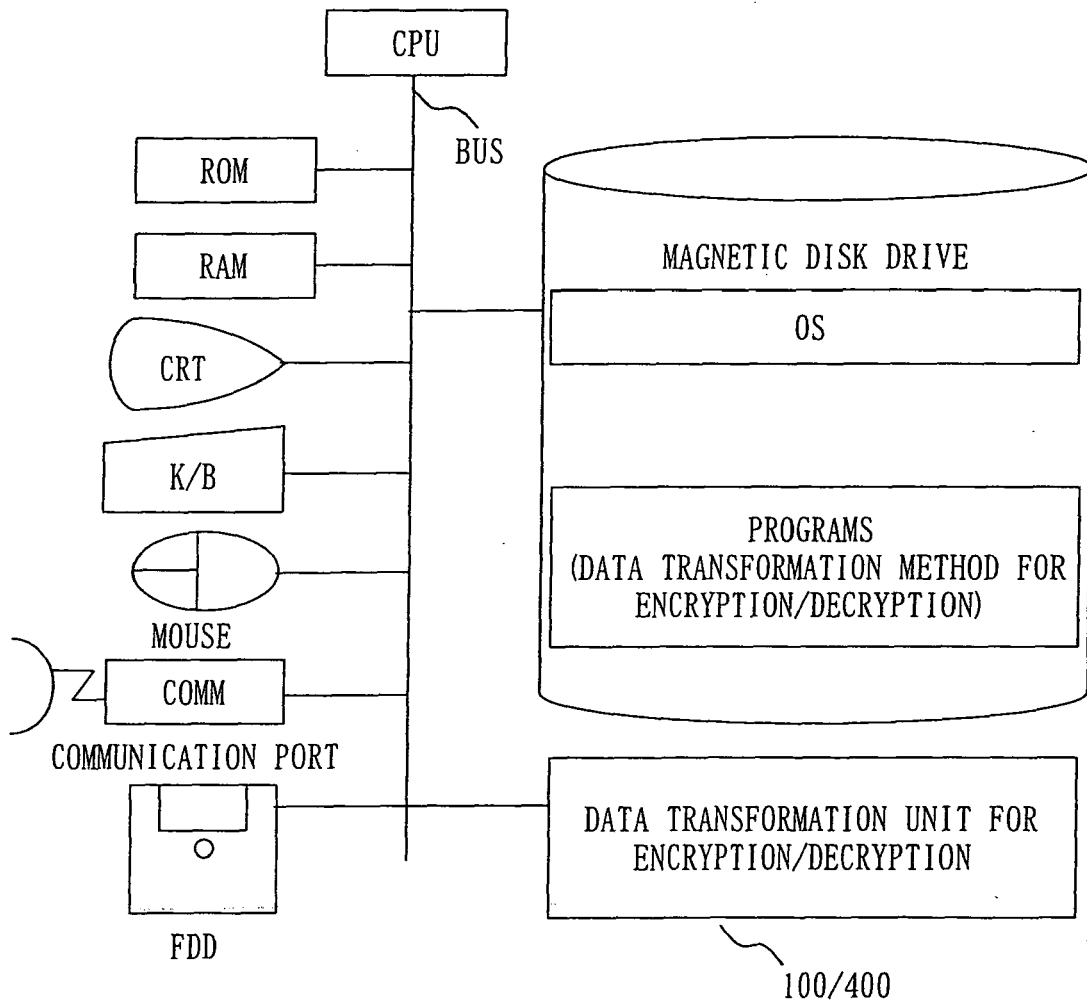 CPU
BUS
ROM
RAM
CRT
K/B
MOUSE
COMM
COMMUNICATION PORT
FDD
MAGNETIC DISK DRIVE
OS
PROGRAMS
(DATA TRANSFORMATION METHOD FOR
ENCRYPTION/DECRYPTION)
DATA TRANSFORMATION UNIT FOR
ENCRYPTION/DECRYPTION
100/400